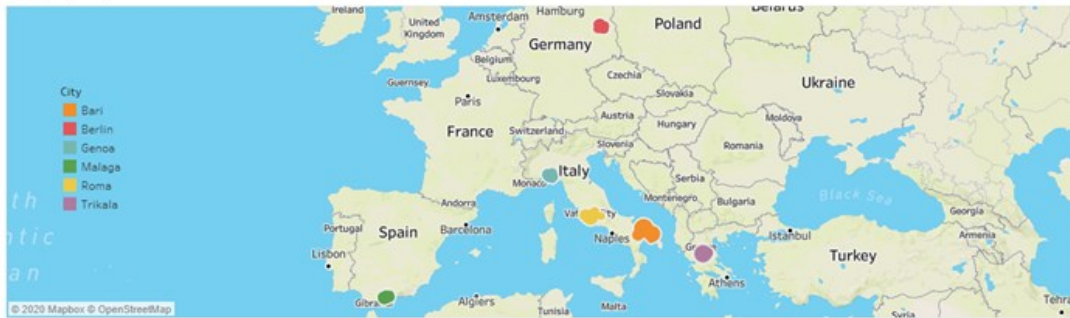 Ireland
United
Kingdom
Amsterdam
Hamburg
Poland
Belarus
Germany
Belgium
Luxembourg
Guernsey
Paris
Czechia
Slovakia
Ukraine
City
Bari
Berlin
Genoa
Malaga
Roma
Trikala
France
Switzerland
Austria
Hungary
Moldova
Slovenia
Romania
Italy
Monaco
Serbia
Montenegro
Bulgaria
Black Sea
Georgia
Armenia
Andorra
Portugal
Spain
Barcelona
Lisbon
Naples
Istanbul
Turkey
Athens
Algiers
Tunisia
Malta
Syria
© 2020 Mapbox © OpenStreetMap